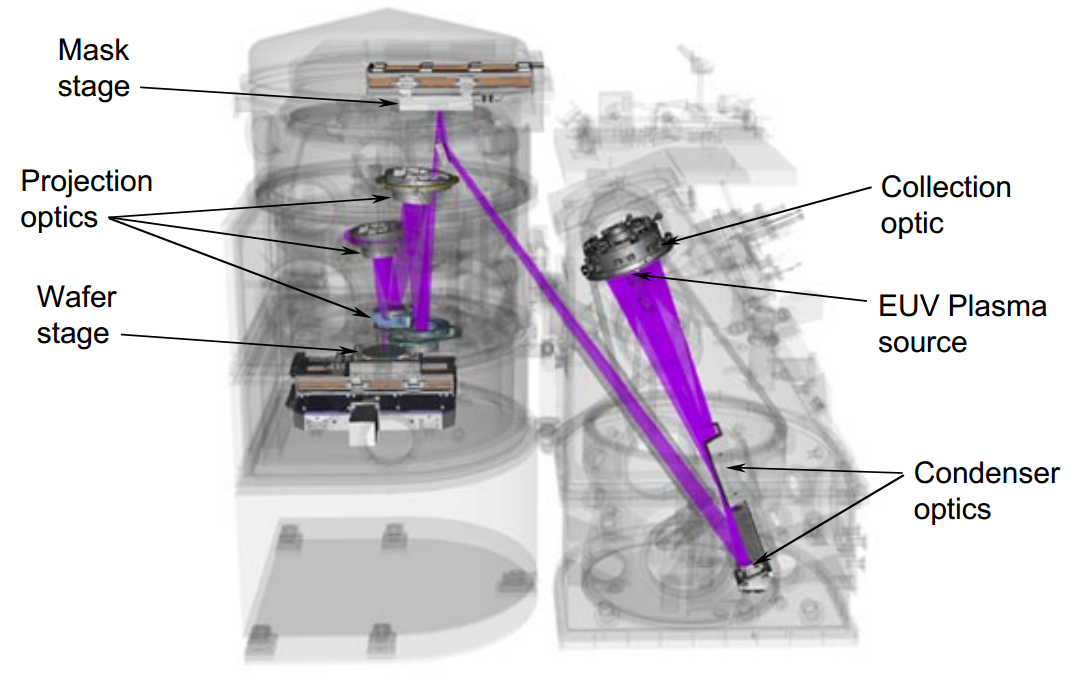 Mask
stage
Projection
optics
Wafer
stage
Collection
optic
EUV Plasma
source
Condenser
optics